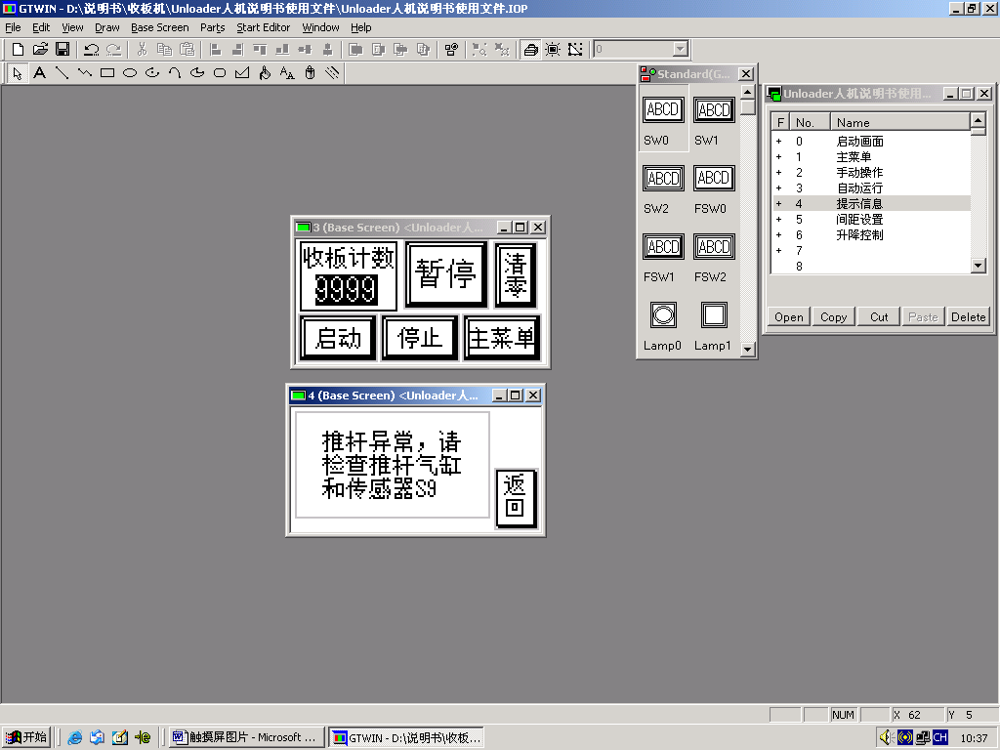 GTWIN - D:\说明书\收板机\Unloader人机说明书使用文件\Unloader人机说明书使用文件.IOP
File Edit View Draw Base Screen Parts Start Editor Window Help
0
A
Standard(G...
ABCD ABCD
SW0 SW1
ABCD ABCD
SW2 FSW0
ABCD ABCD
FSW1 FSW2
Lamp0 Lamp1
Unloader人机说明书使用...
F No. Name
+ 0 启动画面
+ 1 主菜单
+ 2 手动操作
+ 3 自动运行
+ 4 提示信息
+ 5 间距设置
+ 6 升降控制
+ 7
8
Open Copy Cut Paste Delete
3 (Base Screen) <Unloader人...
收板计数
9999
暂停
清
零
启动 停止 主菜单
4 (Base Screen) <Unloader人...
推杆异常，请
检查推杆气缸
和传感器S9
返
回
NUM X 62 Y 5
开始 触摸屏图片 - Microsoft ... GTWIN - D:\说明书\收板... CH 10:37